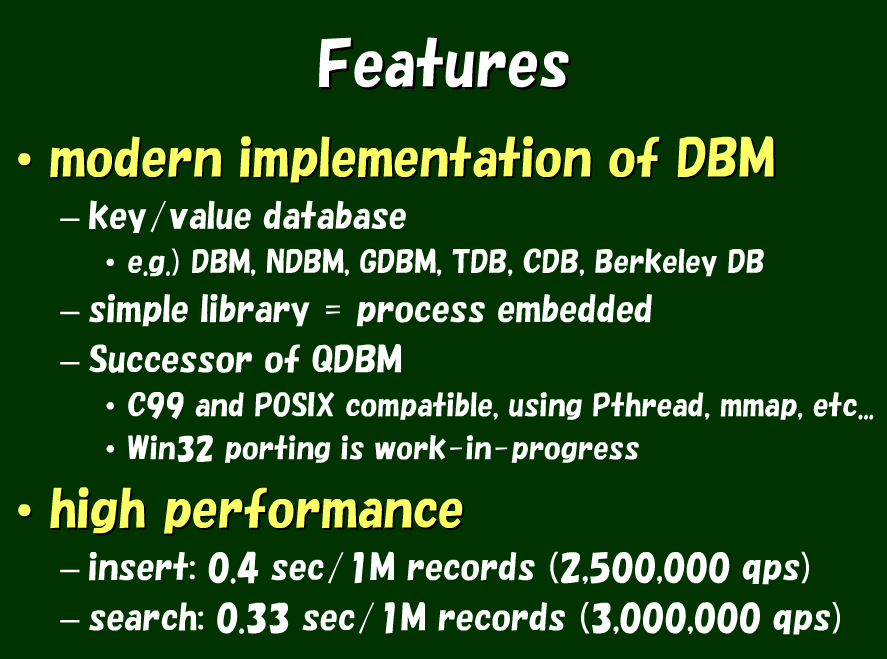 Features
• modern implementation of DBM
– key/value database
• e.g.) DBM, NDBM, GDBM, TDB, CDB, Berkeley DB
– simple library = process embedded
– Successor of QDBM
• C99 and POSIX compatible, using Pthread, mmap, etc...
• Win32 porting is work-in-progress
• high performance
– insert: 0.4 sec/1M records (2,500,000 qps)
– search: 0.33 sec/1M records (3,000,000 qps)